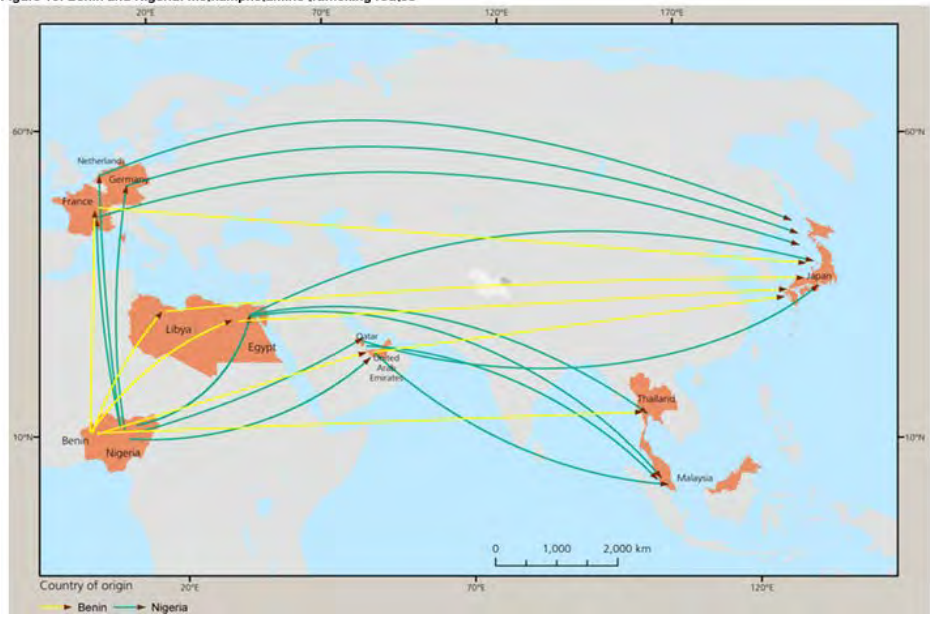 20°E 70°E 120°E 170°E
60°N 60°N
Netherlands
Germany
France
Japan
Libya
Egypt
Qatar
United
Arab
Emirates
Thailand
Benin
10°N 10°N
Nigeria
Malaysia
0 1,000 2,000 km
Country of origin
20°E 70°E 120°E
Benin Nigeria